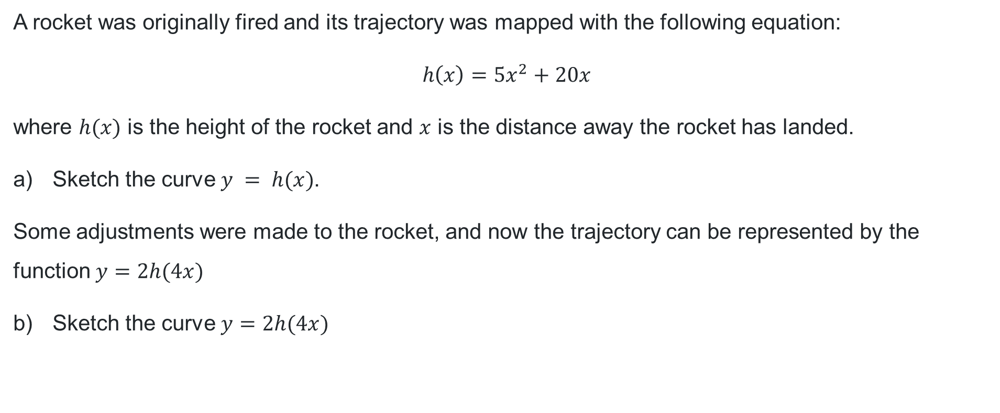 A rocket was originally fired and its trajectory was mapped with the following equation:
h(x) = 5x² + 20x
where h(x) is the height of the rocket and x is the distance away the rocket has landed.
a) Sketch the curve y = h(x).
Some adjustments were made to the rocket, and now the trajectory can be represented by the
function y = 2h(4x)
b) Sketch the curve y = 2h(4x)